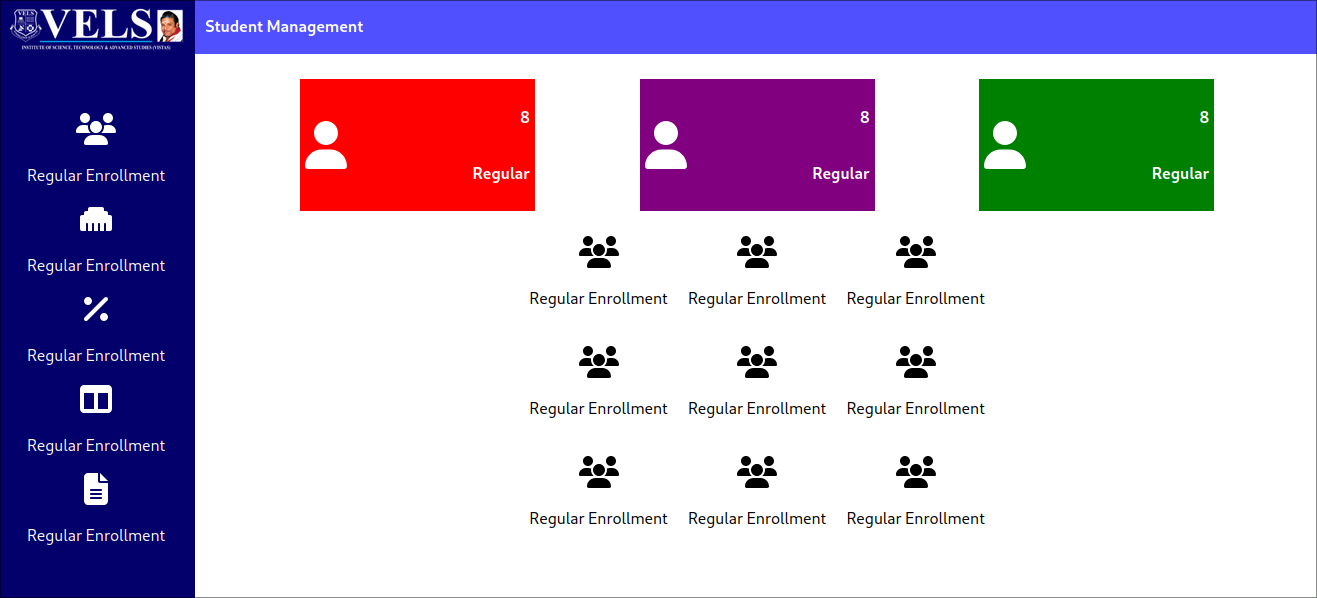 VELS
INSTITUTE OF SCIENCE, TECHNOLOGY & ADVANCED STUDIES (VISTAS)
Student Management
Regular Enrollment
Regular Enrollment
Regular Enrollment
Regular Enrollment
Regular Enrollment
8
Regular
8
Regular
8
Regular
Regular Enrollment Regular Enrollment Regular Enrollment
Regular Enrollment Regular Enrollment Regular Enrollment
Regular Enrollment Regular Enrollment Regular Enrollment